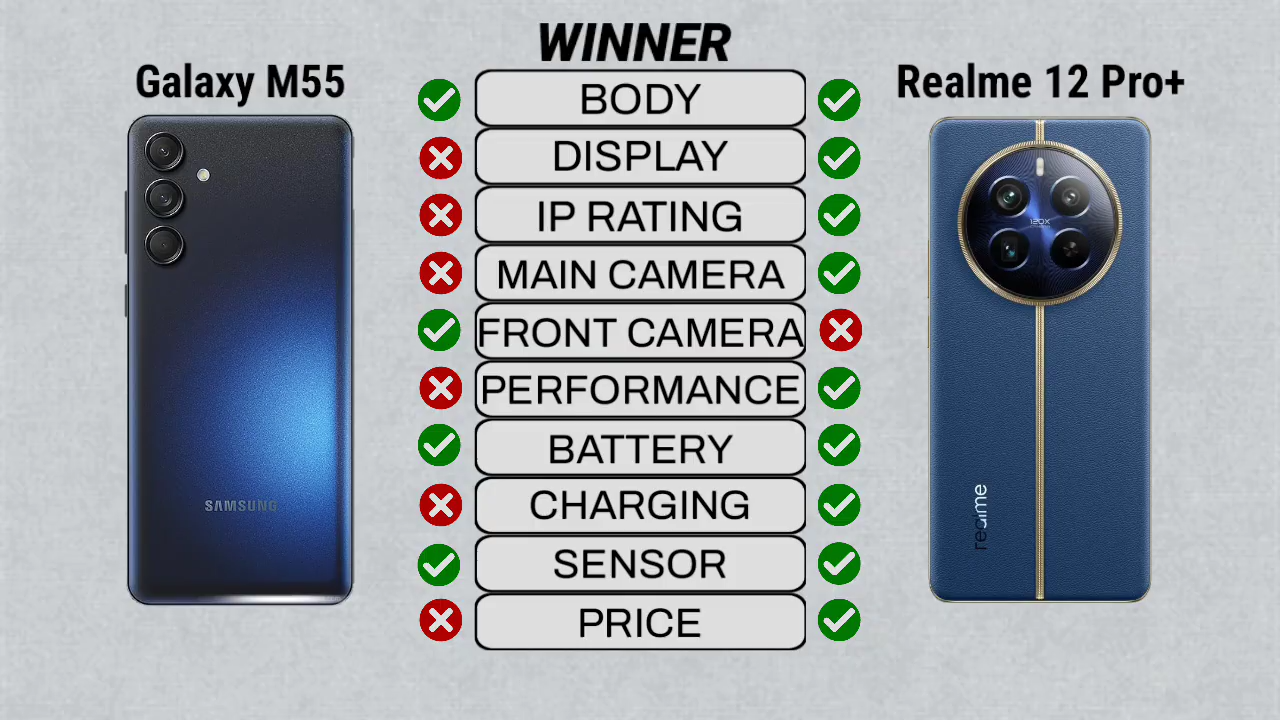 WINNER
Galaxy M55
Realme 12 Pro+
BODY
DISPLAY
IP RATING
MAIN CAMERA
FRONT CAMERA
PERFORMANCE
BATTERY
CHARGING
SENSOR
PRICE
120X
SAMSUNG
realme